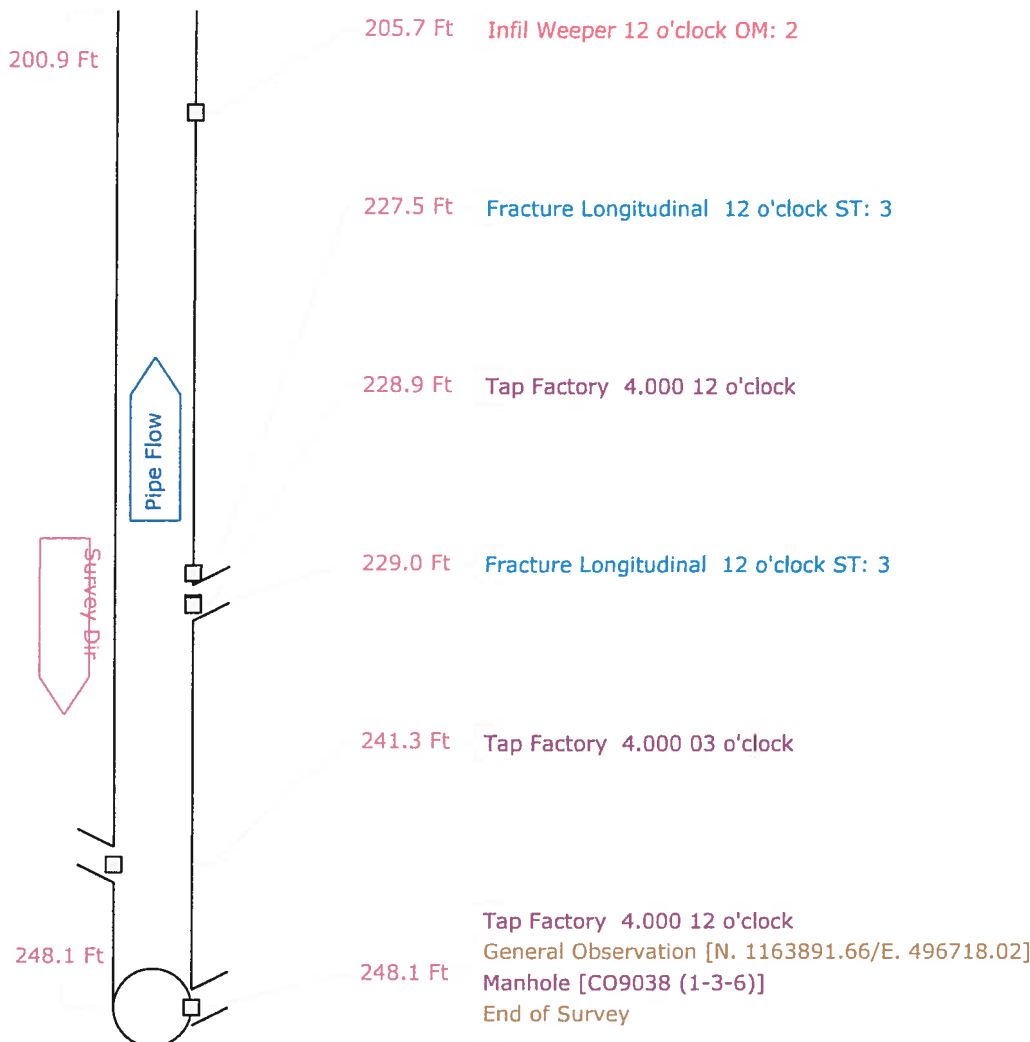 200.9 Ft
205.7 Ft Infil Weeper 12 o'clock OM: 2
227.5 Ft Fracture Longitudinal 12 o'clock ST: 3
228.9 Ft Tap Factory 4.000 12 o'clock
Pipe Flow
Survey Dir
229.0 Ft Fracture Longitudinal 12 o'clock ST: 3
241.3 Ft Tap Factory 4.000 03 o'clock
248.1 Ft
248.1 Ft
Tap Factory 4.000 12 o'clock
General Observation [N. 1163891.66/E. 496718.02]
Manhole [CO9038 (1-3-6)]
End of Survey